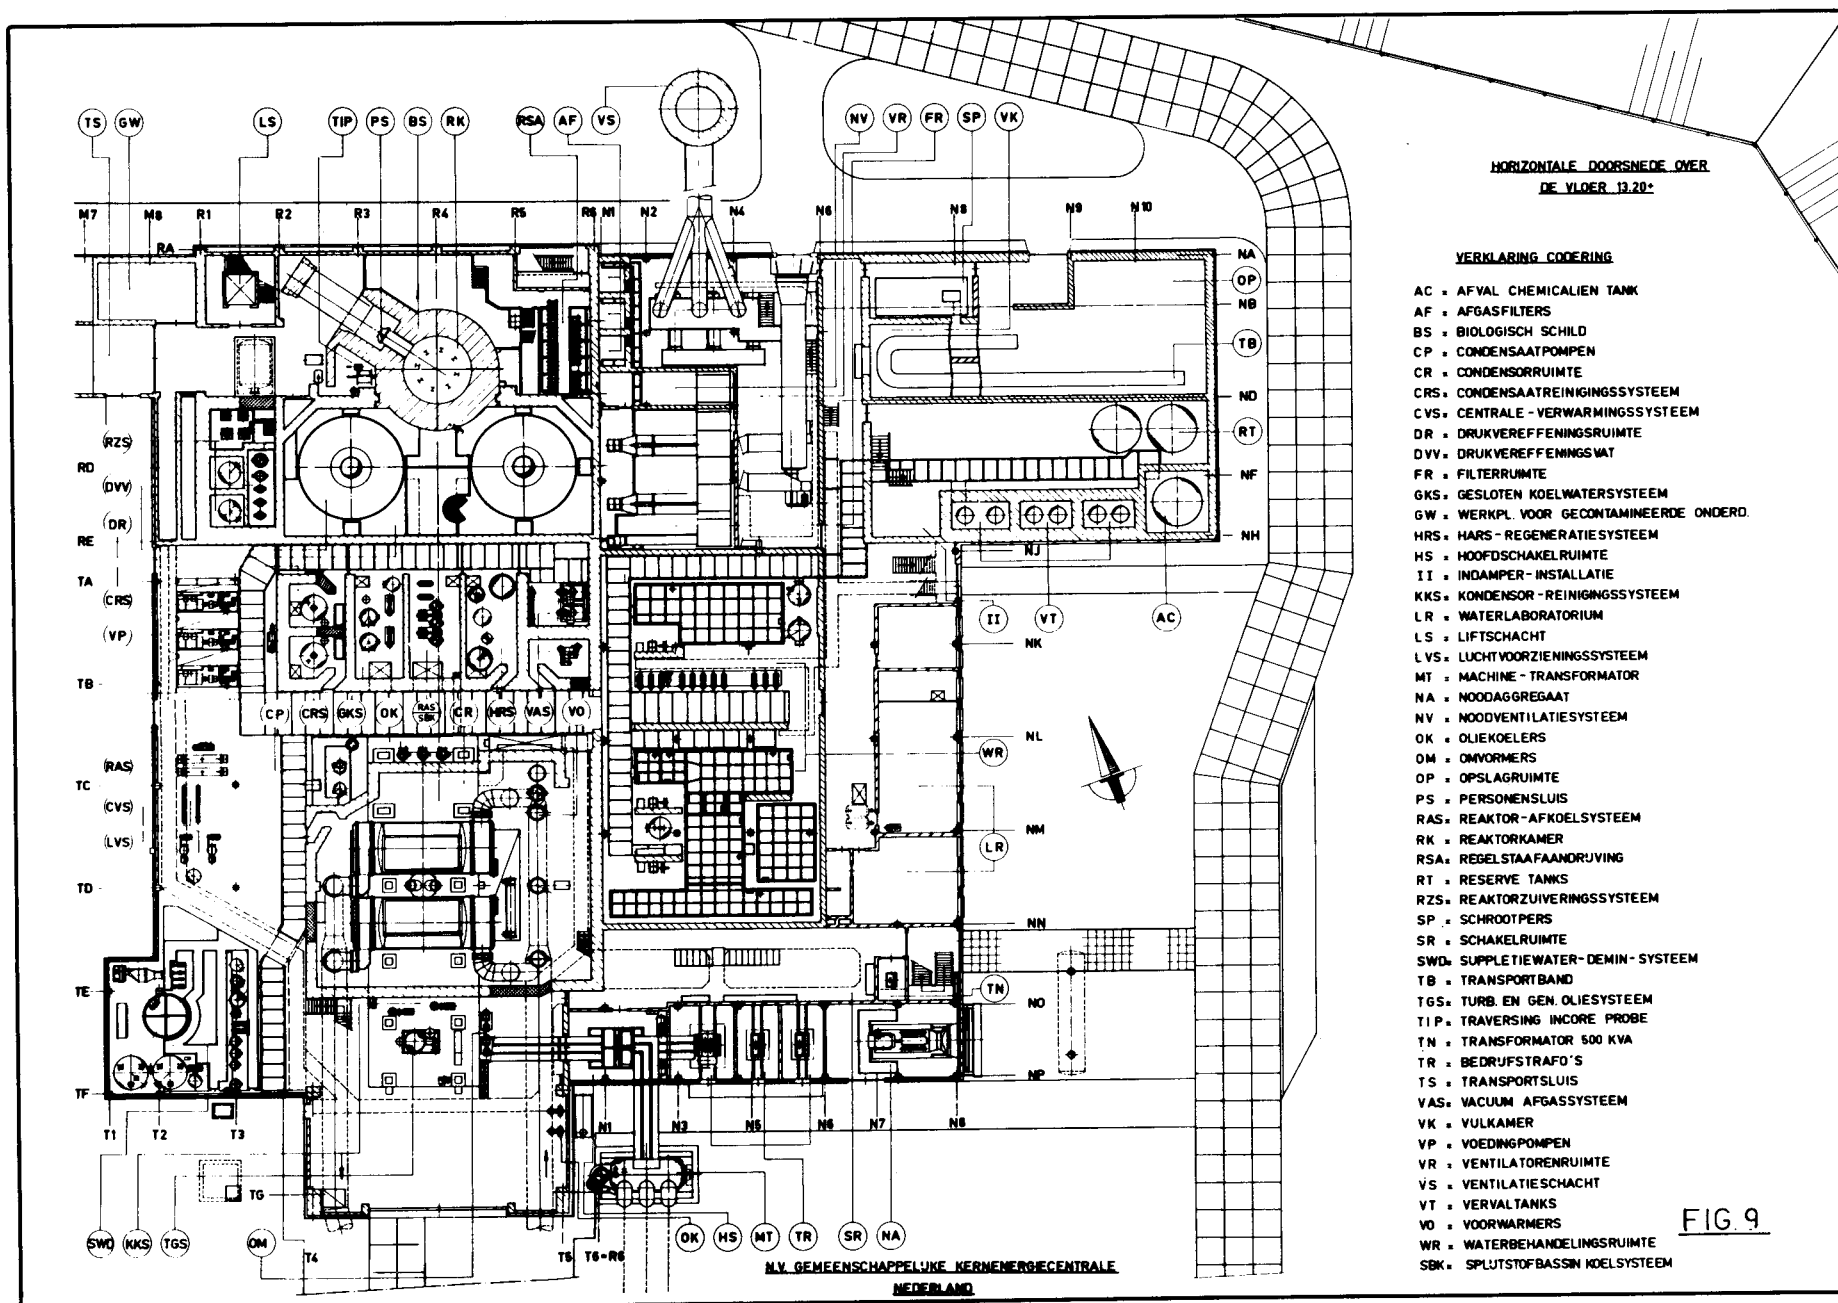 TS GW LS TIP PS BS RK RSA AF VS NV VR FR SP VK
M7 M8 R1 R2 R3 R4 R5 R6 N1 N2 N4 N6 N8 N9 N10
RA
NA
OP
NB
TB
ND
(RZS)
RT
RD
NF
(DVV)
(DR)
RE
NH
NJ
TA
(CRS)
(VP)
II VT AC
NK
TB
CP CRS GKS OK RAS SBK CR HRS VAS VO
NL
WR
(RAS)
TC
(CVS)
NM
(LVS)
LR
TD
NN
TE
TN
NO
NP
TF
T1 T2 T3 N1 N3 N5 N6 N7 N8
TG
SWD KKS TGS OM OK HS MT TR SR NA
T4 T5 T6=R6
N.V. GEMEENSCHAPPELIJKE KERNENERGIECENTRALE
NEDERLAND
HORIZONTALE DOORSNEDE OVER
DE VLOER 13.20+
VERKLARING CODERING
AC = AFVAL CHEMICALIEN TANK
AF = AFGASFILTERS
BS = BIOLOGISCH SCHILD
CP = CONDENSAATPOMPEN
CR = CONDENSORRUIMTE
CRS = CONDENSAATREINIGINGSSYSTEEM
CVS = CENTRALE-VERWARMINGSSYSTEEM
DR = DRUKVEREFFENINGSRUIMTE
DVV = DRUKVEREFFENINGSVAT
FR = FILTERRUIMTE
GKS = GESLOTEN KOELWATERSYSTEEM
GW = WERKPL. VOOR GECONTAMINEERDE ONDERD.
HRS = HARS-REGENERATIESYSTEEM
HS = HOOFDSCHAKELRUIMTE
II = INDAMPER-INSTALLATIE
KKS = KONDENSOR-REINIGINGSSYSTEEM
LR = WATERLABORATORIUM
LS = LIFTSCHACHT
LVS = LUCHTVOORZIENINGSSYSTEEM
MT = MACHINE-TRANSFORMATOR
NA = NOODAGGREGAAT
NV = NOODVENTILATIESYSTEEM
OK = OLIEKOELERS
OM = OMVORMERS
OP = OPSLAGRUIMTE
PS = PERSONENSLUIS
RAS = REAKTOR-AFKOELSYSTEEM
RK = REAKTORKAMER
RSA = REGELSTAAFAANDRIJVING
RT = RESERVE TANKS
RZS = REAKTORZUIVERINGSSYSTEEM
SP = SCHROOTPERS
SR = SCHAKELRUIMTE
SWD = SUPPLETIEWATER-DEMIN-SYSTEEM
TB = TRANSPORTBAND
TGS = TURB. EN GEN. OLIESYSTEEM
TIP = TRAVERSING INCORE PROBE
TN = TRANSFORMATOR 500 KVA
TR = BEDRIJFSTRAFO'S
TS = TRANSPORTSLUIS
VAS = VACUUM AFGASSYSTEEM
VK = VULKAMER
VP = VOEDINGPOMPEN
VR = VENTILATORENRUIMTE
VS = VENTILATIESCHACHT
VT = VERVALTANKS
VO = VOORWARMERS
WR = WATERBEHANDELINGSRUIMTE
SBK = SPLIJTSTOFBASSIN KOELSYSTEEM
FIG. 9